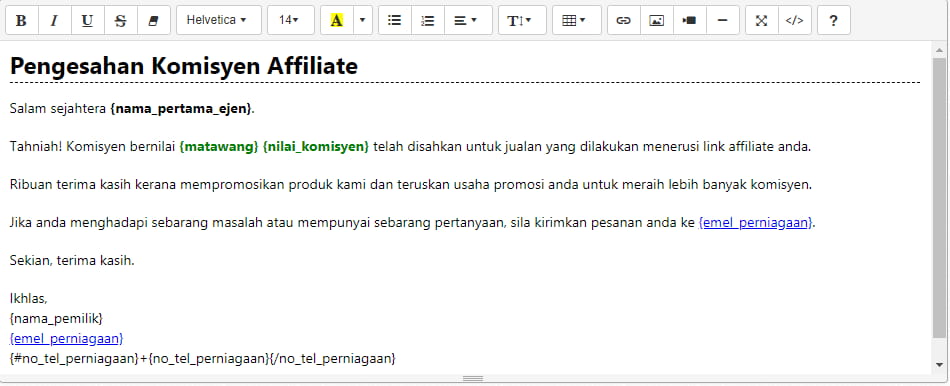 B I U S Helvetica 14 A T </> ?
Pengesahan Komisyen Affiliate
Salam sejahtera {nama_pertama_ejen}.
Tahniah! Komisyen bernilai {matawang} {nilai_komisyen} telah disahkan untuk jualan yang dilakukan menerusi link affiliate anda.
Ribuan terima kasih kerana mempromosikan produk kami dan teruskan usaha promosi anda untuk meraih lebih banyak komisyen.
Jika anda menghadapi sebarang masalah atau mempunyai sebarang pertanyaan, sila kirimkan pesanan anda ke {emel_perniagaan}.
Sekian, terima kasih.
Ikhlas,
{nama_pemilik}
{emel_perniagaan}
{#no_tel_perniagaan}+{no_tel_perniagaan}{/no_tel_perniagaan}